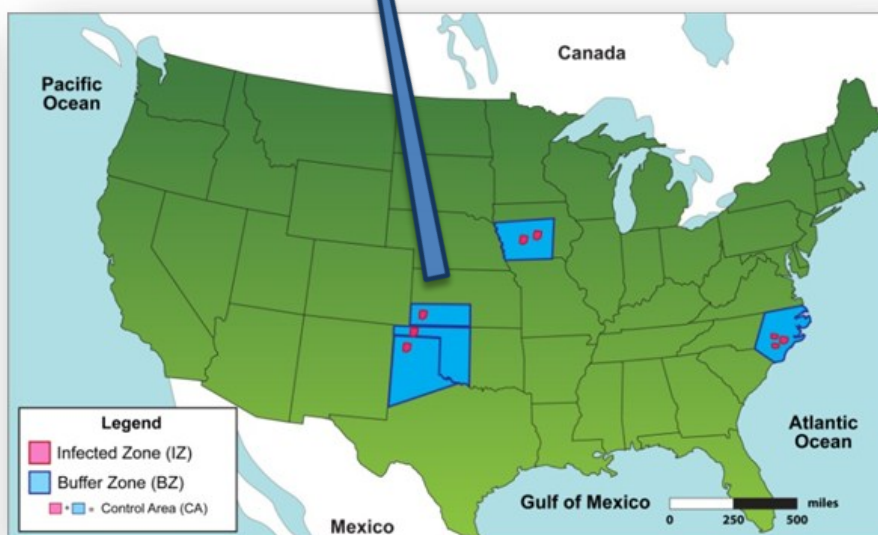 Canada
Pacific
Ocean
Atlantic
Ocean
Gulf of Mexico
Mexico
Legend
Infected Zone (IZ)
Buffer Zone (BZ)
+ = Control Area (CA)
miles
0 250 500